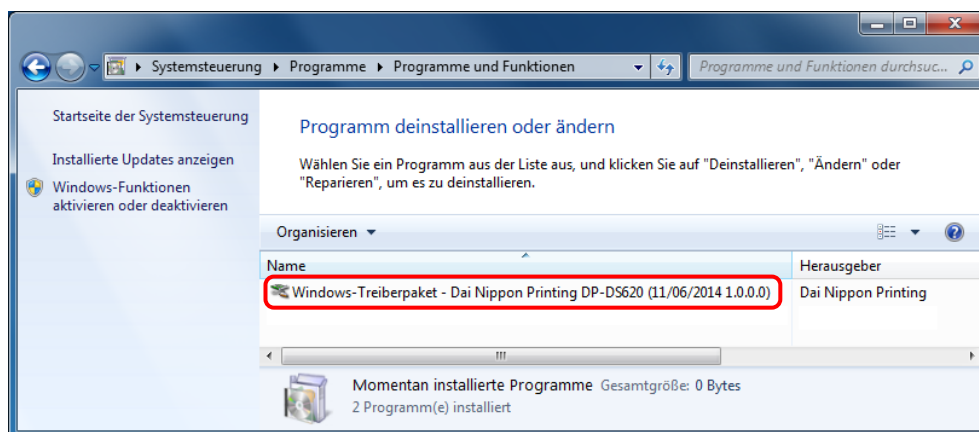 Systemsteuerung ▸ Programme ▸ Programme und Funktionen
Programme und Funktionen durchsuc...
Startseite der Systemsteuerung
Installierte Updates anzeigen
Windows-Funktionen
aktivieren oder deaktivieren
Programm deinstallieren oder ändern
Wählen Sie ein Programm aus der Liste aus, und klicken Sie auf "Deinstallieren", "Ändern" oder
"Reparieren", um es zu deinstallieren.
Organisieren
Name Herausgeber
Windows-Treiberpaket - Dai Nippon Printing DP-DS620 (11/06/2014 1.0.0.0) Dai Nippon Printing
Momentan installierte Programme Gesamtgröße: 0 Bytes
2 Programm(e) installiert